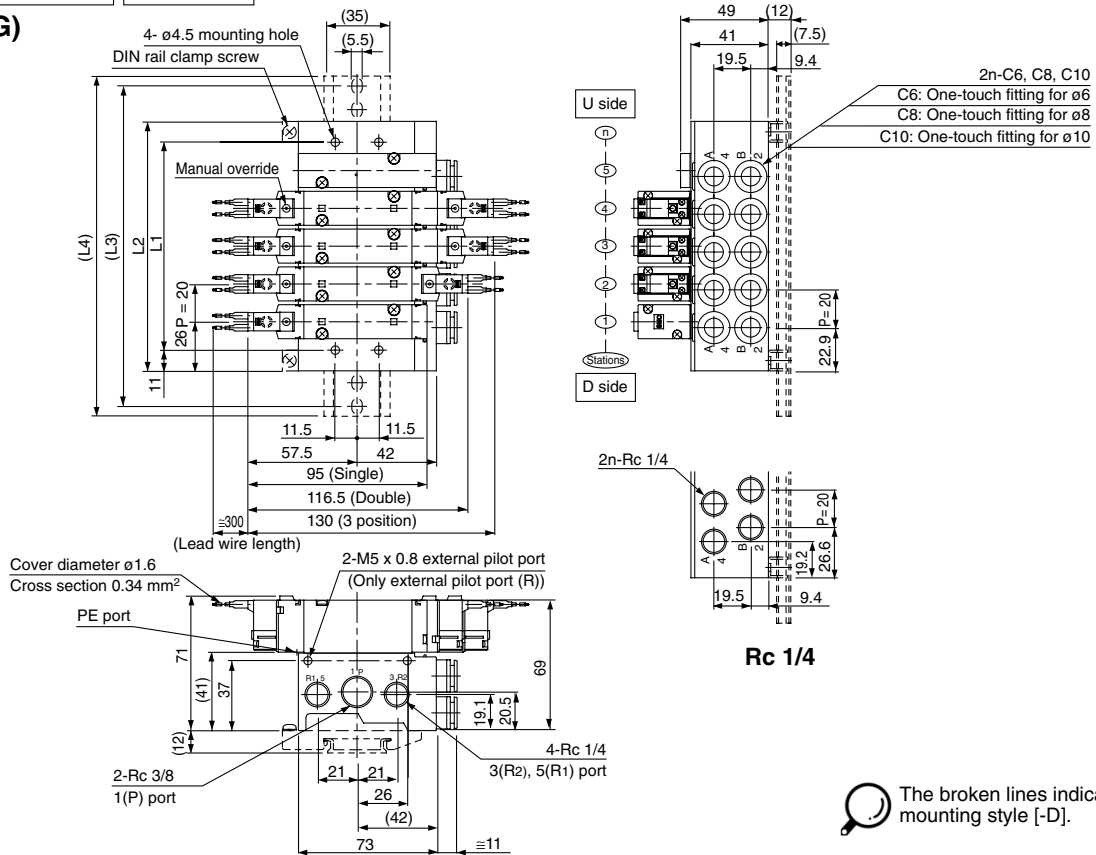 G)
(35)
(5.5)
4- ø4.5 mounting hole
DIN rail clamp screw
Manual override
(L4)
(L3)
L2
L1
P = 20
26
11
11.5
11.5
57.5
42
95 (Single)
116.5 (Double)
130 (3 position)
≅300
(Lead wire length)
49
(12)
41
(7.5)
19.5
9.4
2n-C6, C8, C10
C6: One-touch fitting for ø6
C8: One-touch fitting for ø8
C10: One-touch fitting for ø10
U side
n
5
4
3
2
1
Stations
D side
A
4
B
2
A
4
B
2
P=20
22.9
2n-Rc 1/4
A
4
B
2
P=20
19.2
26.6
19.5
9.4
Rc 1/4
Cover diameter ø1.6
Cross section 0.34 mm²
PE port
2-M5 x 0.8 external pilot port
(Only external pilot port (R))
71
(41)
37
(12)
R1 5
1 P
3 R2
69
19.1
20.5
2-Rc 3/8
1(P) port
21
21
26
(42)
73
≅11
4-Rc 1/4
3(R2), 5(R1) port
The broken lines indica
mounting style [-D].